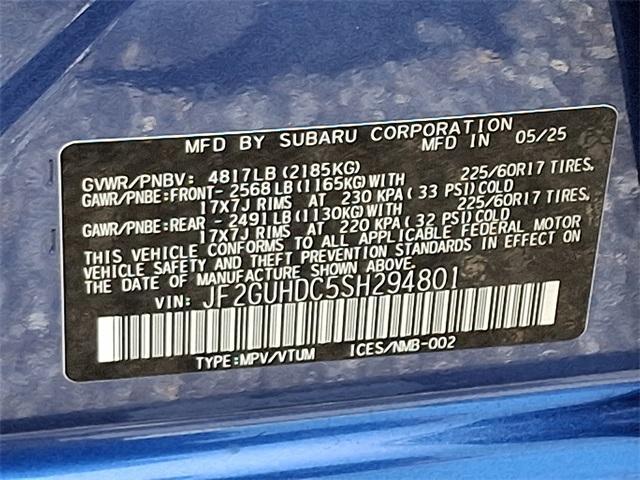 MFD BY SUBARU CORPORATION
MFD IN 05/25
GVWR/PNBV: 4817LB (2185KG)
GAWR/PNBE:FRONT- 2568LB (1165KG) WITH 225/60R17 TIRES,
17X7J RIMS AT 230 KPA (33 PSI) COLD
GAWR/PNBE:REAR - 2491LB (1130KG) WITH 225/60R17 TIRES,
17X7J RIMS AT 220 KPA (32 PSI) COLD
THIS VEHICLE CONFORMS TO ALL APPLICABLE FEDERAL MOTOR
VEHICLE SAFETY AND THEFT PREVENTION STANDARDS IN EFFECT ON
THE DATE OF MANUFACTURE SHOWN ABOVE.
VIN: JF2GUHDC5SH294801
TYPE:MPV/VTUM ICES/NMB-002